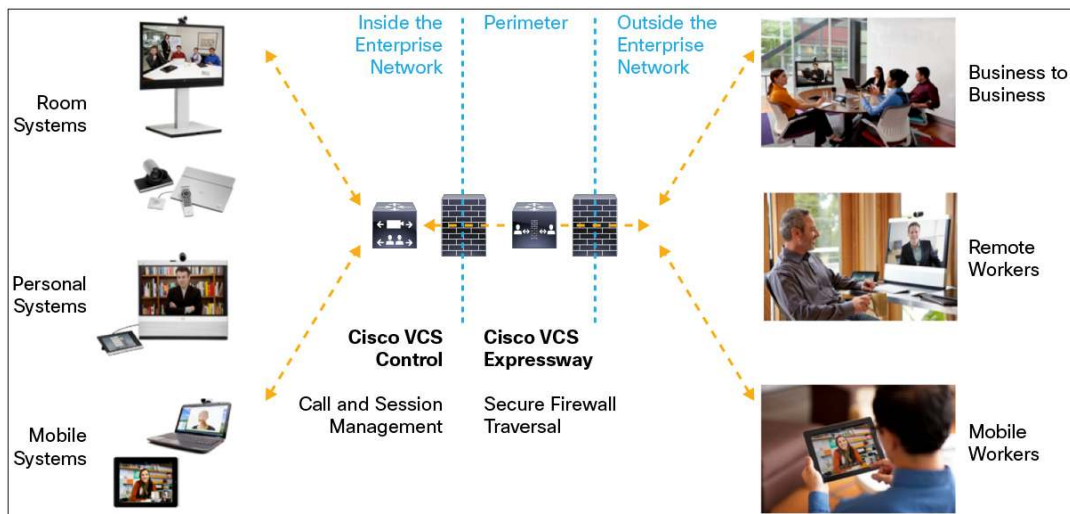 Inside the
Enterprise
Network
Perimeter
Outside the
Enterprise
Network
Room
Systems
Personal
Systems
Mobile
Systems
Cisco VCS
Control
Call and Session
Management
Cisco VCS
Expressway
Secure Firewall
Traversal
Business to
Business
Remote
Workers
Mobile
Workers